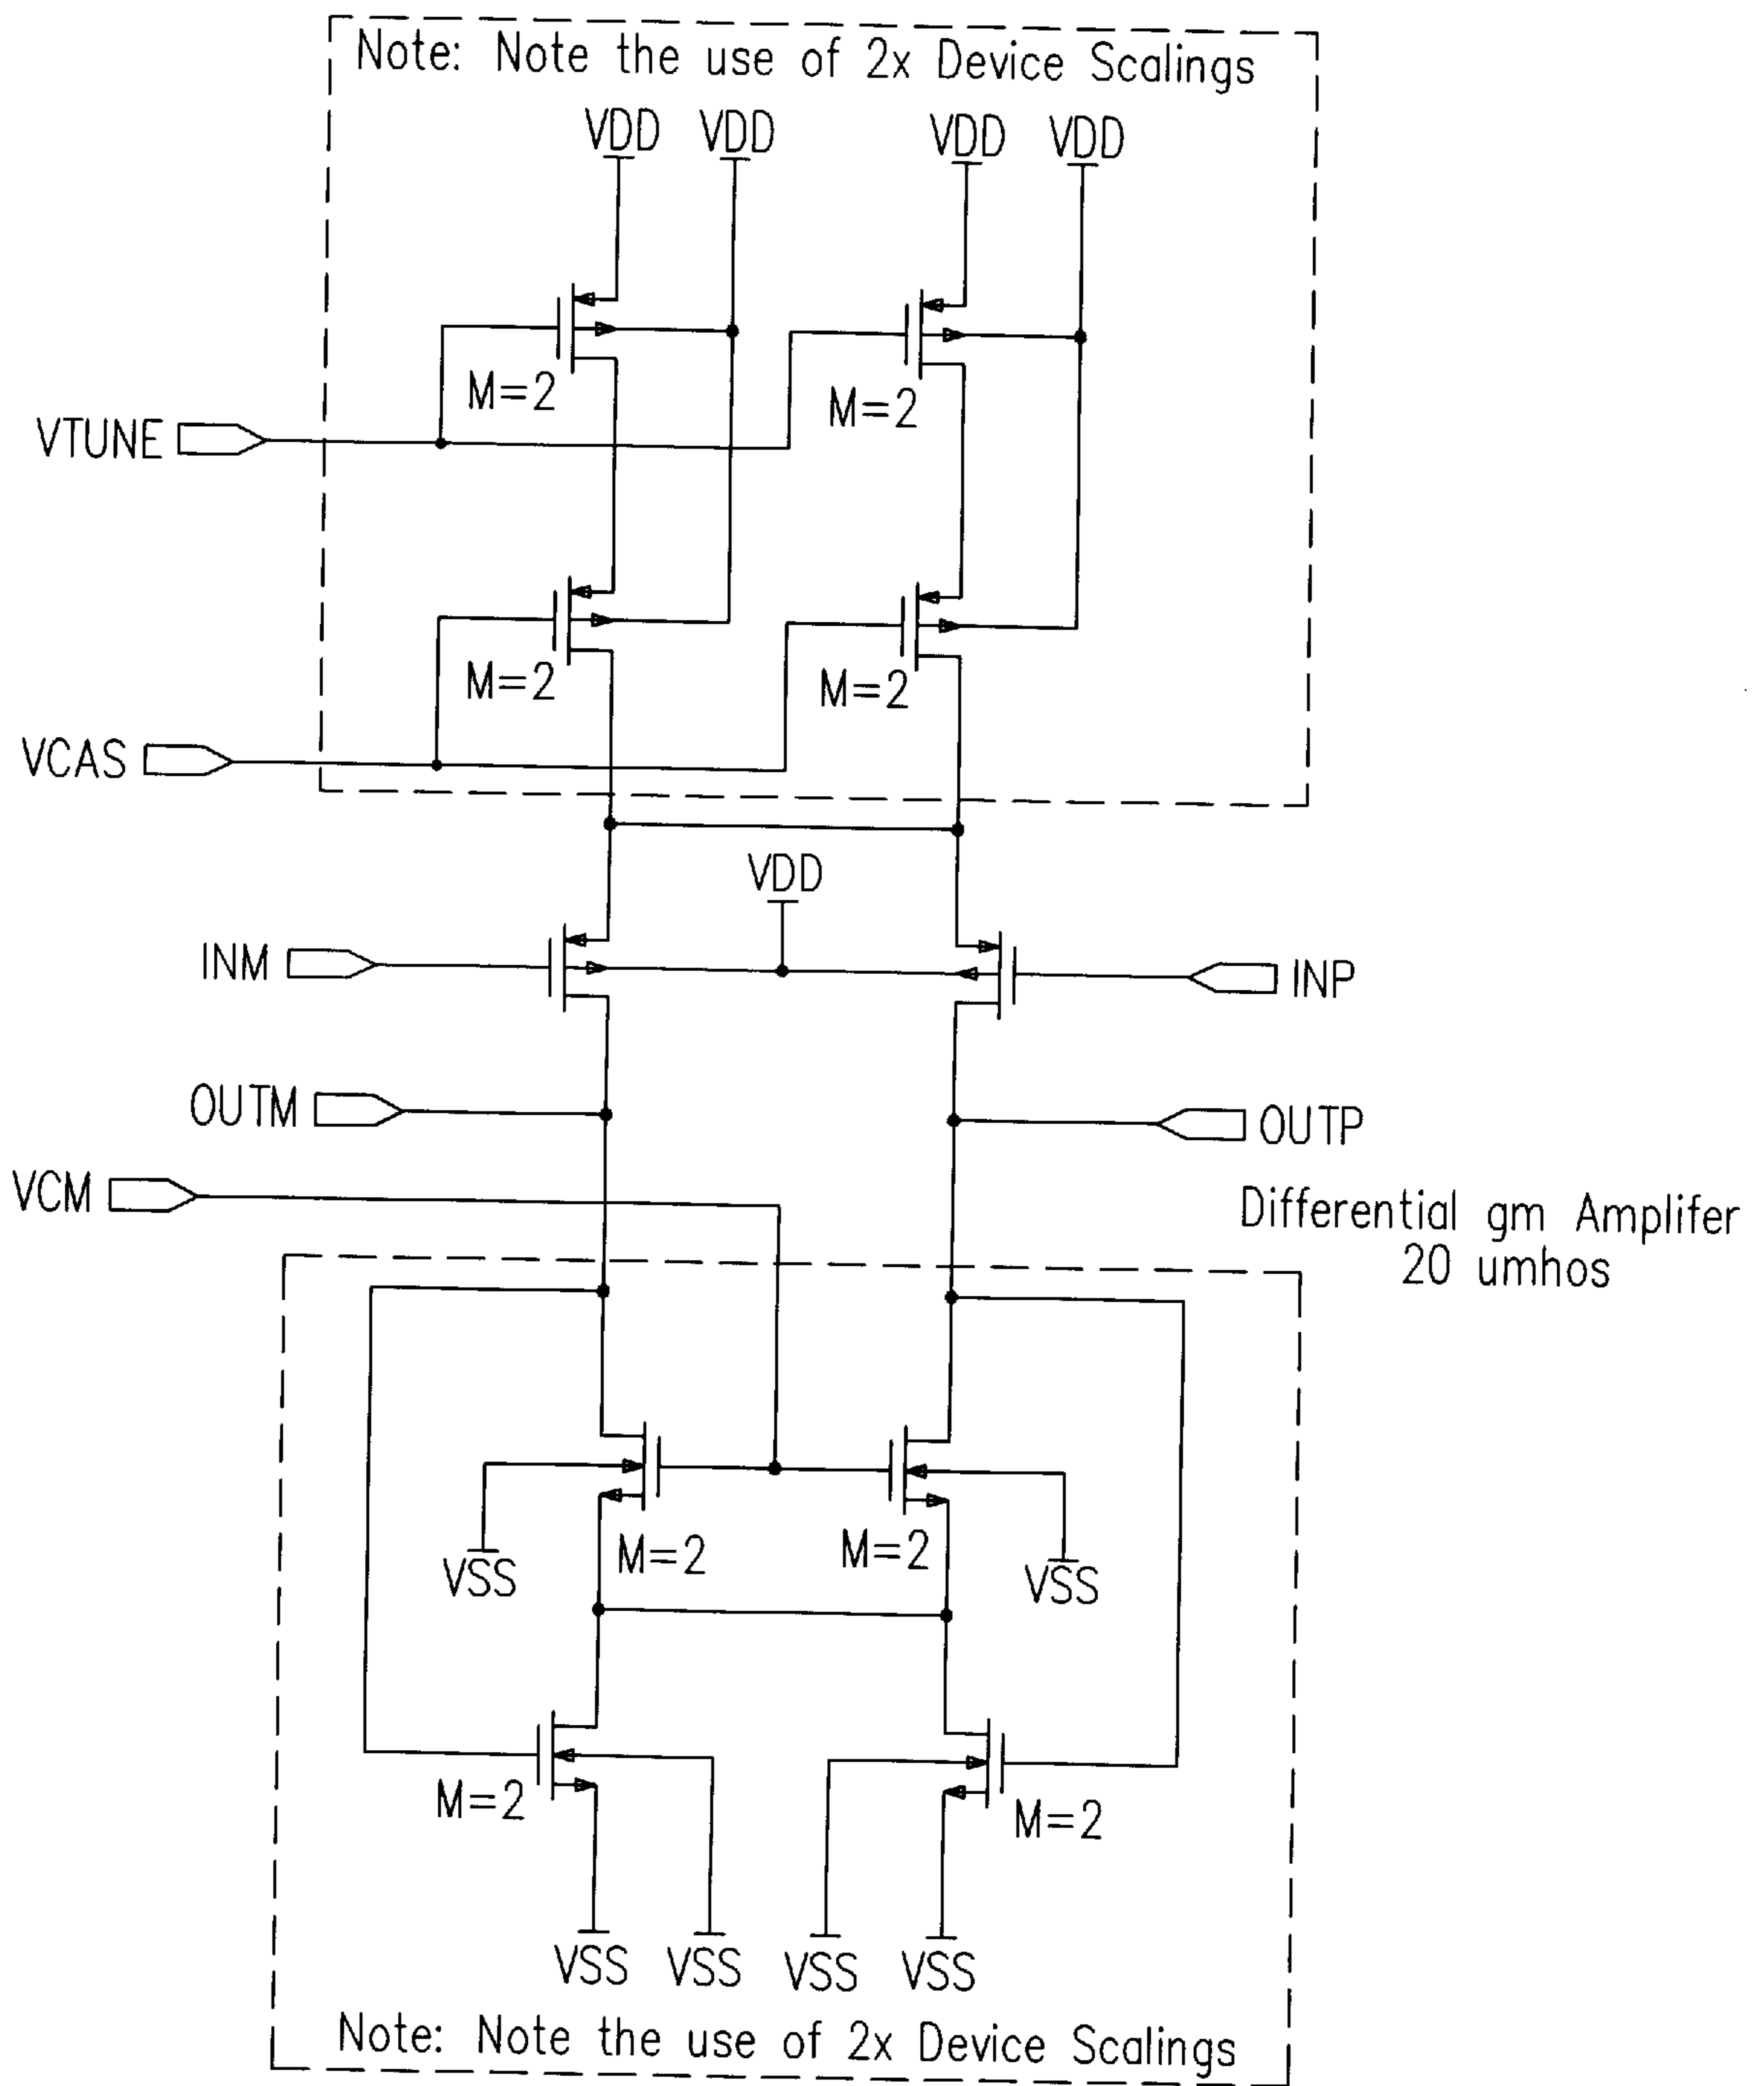 Note: Note the use of 2x Device Scalings
VDD VDD VDD VDD
M=2 M=2
VTUNE
M=2 M=2
VCAS
VDD
INM INP
OUTM OUTP
VCM
Differential gm Amplifer
20 umhos
M=2 M=2
VSS VSS
M=2 M=2
VSS VSS VSS VSS
Note: Note the use of 2x Device Scalings